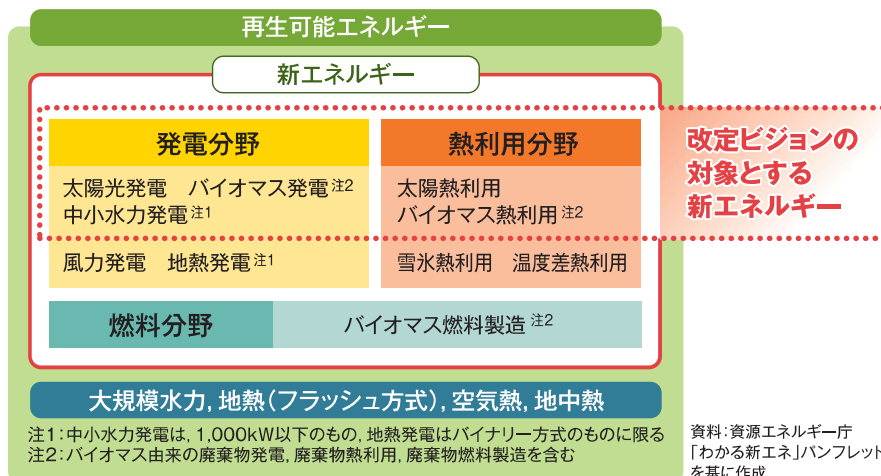 再生可能エネルギー
新エネルギー
発電分野
太陽光発電　バイオマス発電注2
中小水力発電注1
風力発電　地熱発電注1
熱利用分野
太陽熱利用
バイオマス熱利用注2
雪氷熱利用　温度差熱利用
改定ビジョンの
対象とする
新エネルギー
燃料分野
バイオマス燃料製造注2
大規模水力，地熱（フラッシュ方式），空気熱，地中熱
注1：中小水力発電は，1,000kW以下のもの，地熱発電はバイナリー方式のものに限る
注2：バイオマス由来の廃棄物発電，廃棄物熱利用，廃棄物燃料製造を含む
資料：資源エネルギー庁
「わかる新エネ」パンフレット
を基に作成